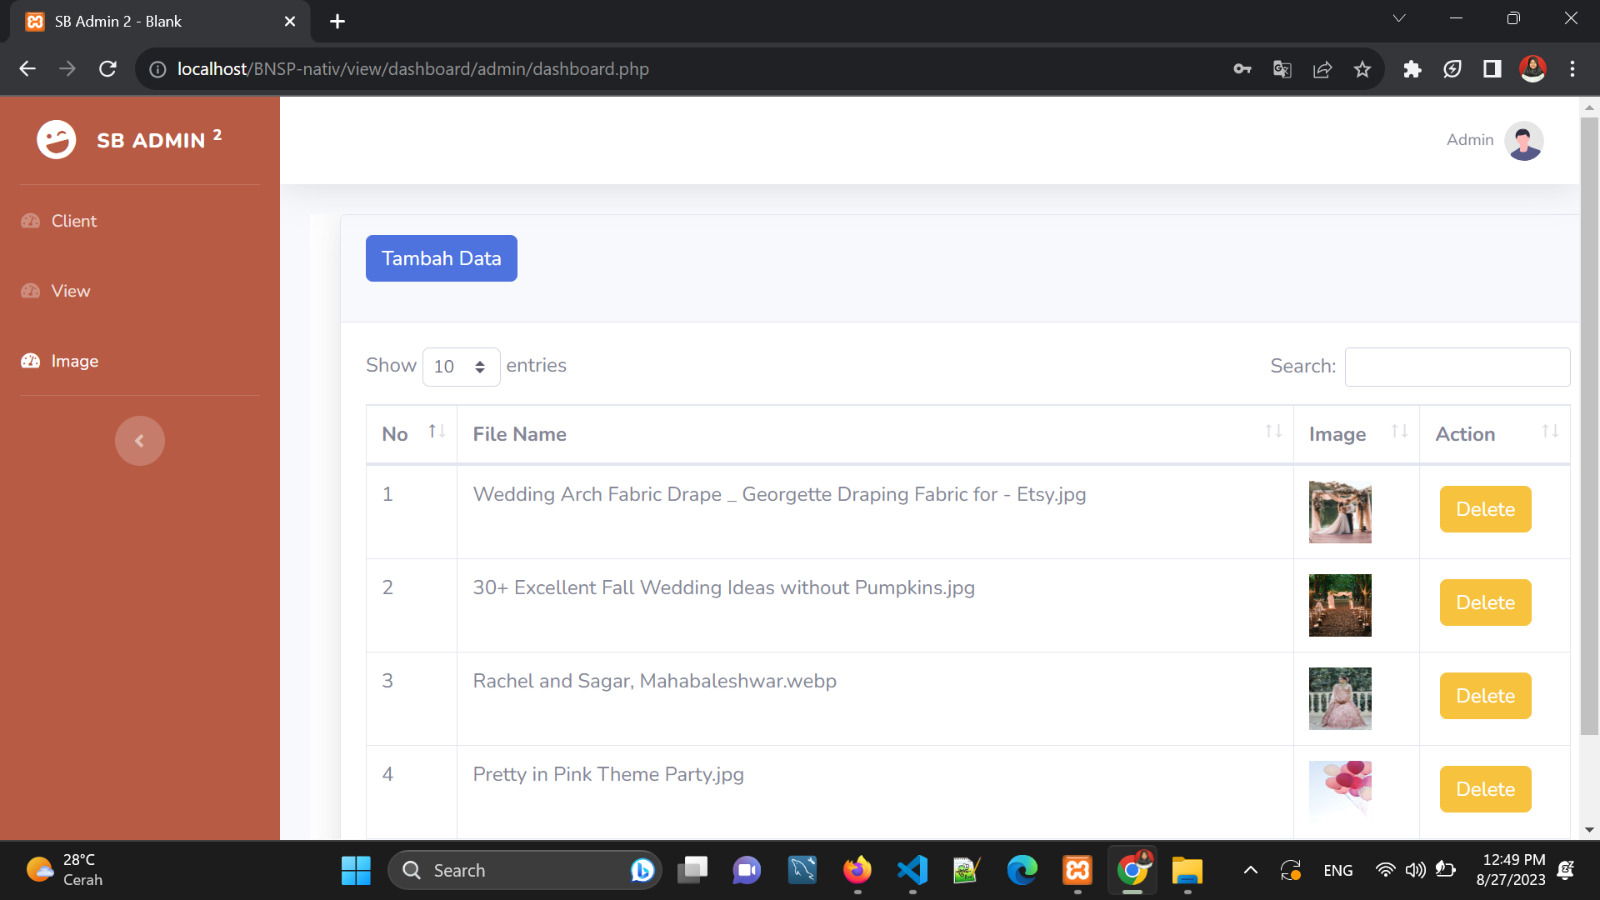 SB Admin 2 - Blank
localhost/BNSP-nativ/view/dashboard/admin/dashboard.php
SB ADMIN 2
Admin
Client
View
Image
Tambah Data
Show 10 entries
Search:
No File Name Image Action
1 Wedding Arch Fabric Drape _ Georgette Draping Fabric for - Etsy.jpg Delete
2 30+ Excellent Fall Wedding Ideas without Pumpkins.jpg Delete
3 Rachel and Sagar, Mahabaleshwar.webp Delete
4 Pretty in Pink Theme Party.jpg Delete
28°C
Cerah
Search
ENG
12:49 PM
8/27/2023